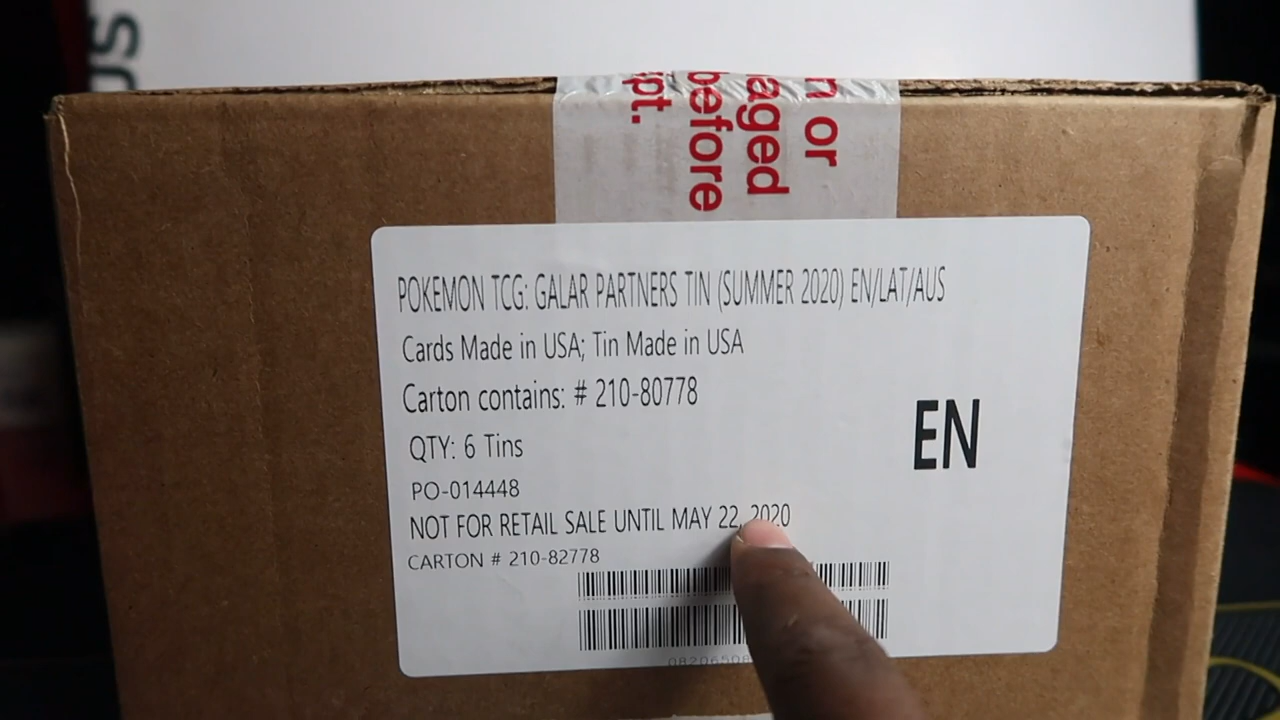 US
n or
aged
before
pt.
POKEMON TCG: GALAR PARTNERS TIN (SUMMER 2020) EN/LAT/AUS
Cards Made in USA; Tin Made in USA
Carton contains: # 210-80778
EN
QTY: 6 Tins
PO-014448
NOT FOR RETAIL SALE UNTIL MAY 22, 2020
CARTON # 210-82778